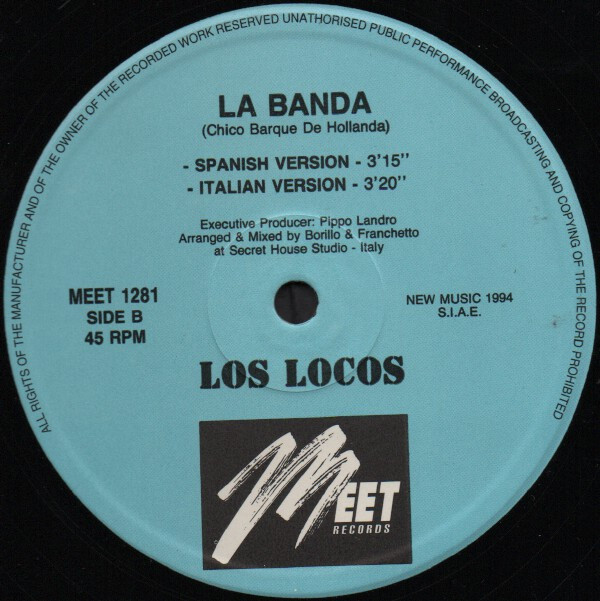 ALL RIGHTS OF THE MANUFACTURER AND OF THE OWNER OF THE RECORDED WORK RESERVED UNATHORISED PUBLIC PERFORMANCE BROADCASTING AND COPYING OF THE RECORD PROHIBITED
LA BANDA
(Chico Barque De Hollanda)
- SPANISH VERSION - 3'15''
- ITALIAN VERSION - 3'20''
Executive Producer: Pippo Landro
Arranged & Mixed by Borillo & Franchetto
at Secret House Studio - Italy
MEET 1281
SIDE B
45 RPM
NEW MUSIC 1994
S.I.A.E.
LOS LOCOS
MEET
RECORDS